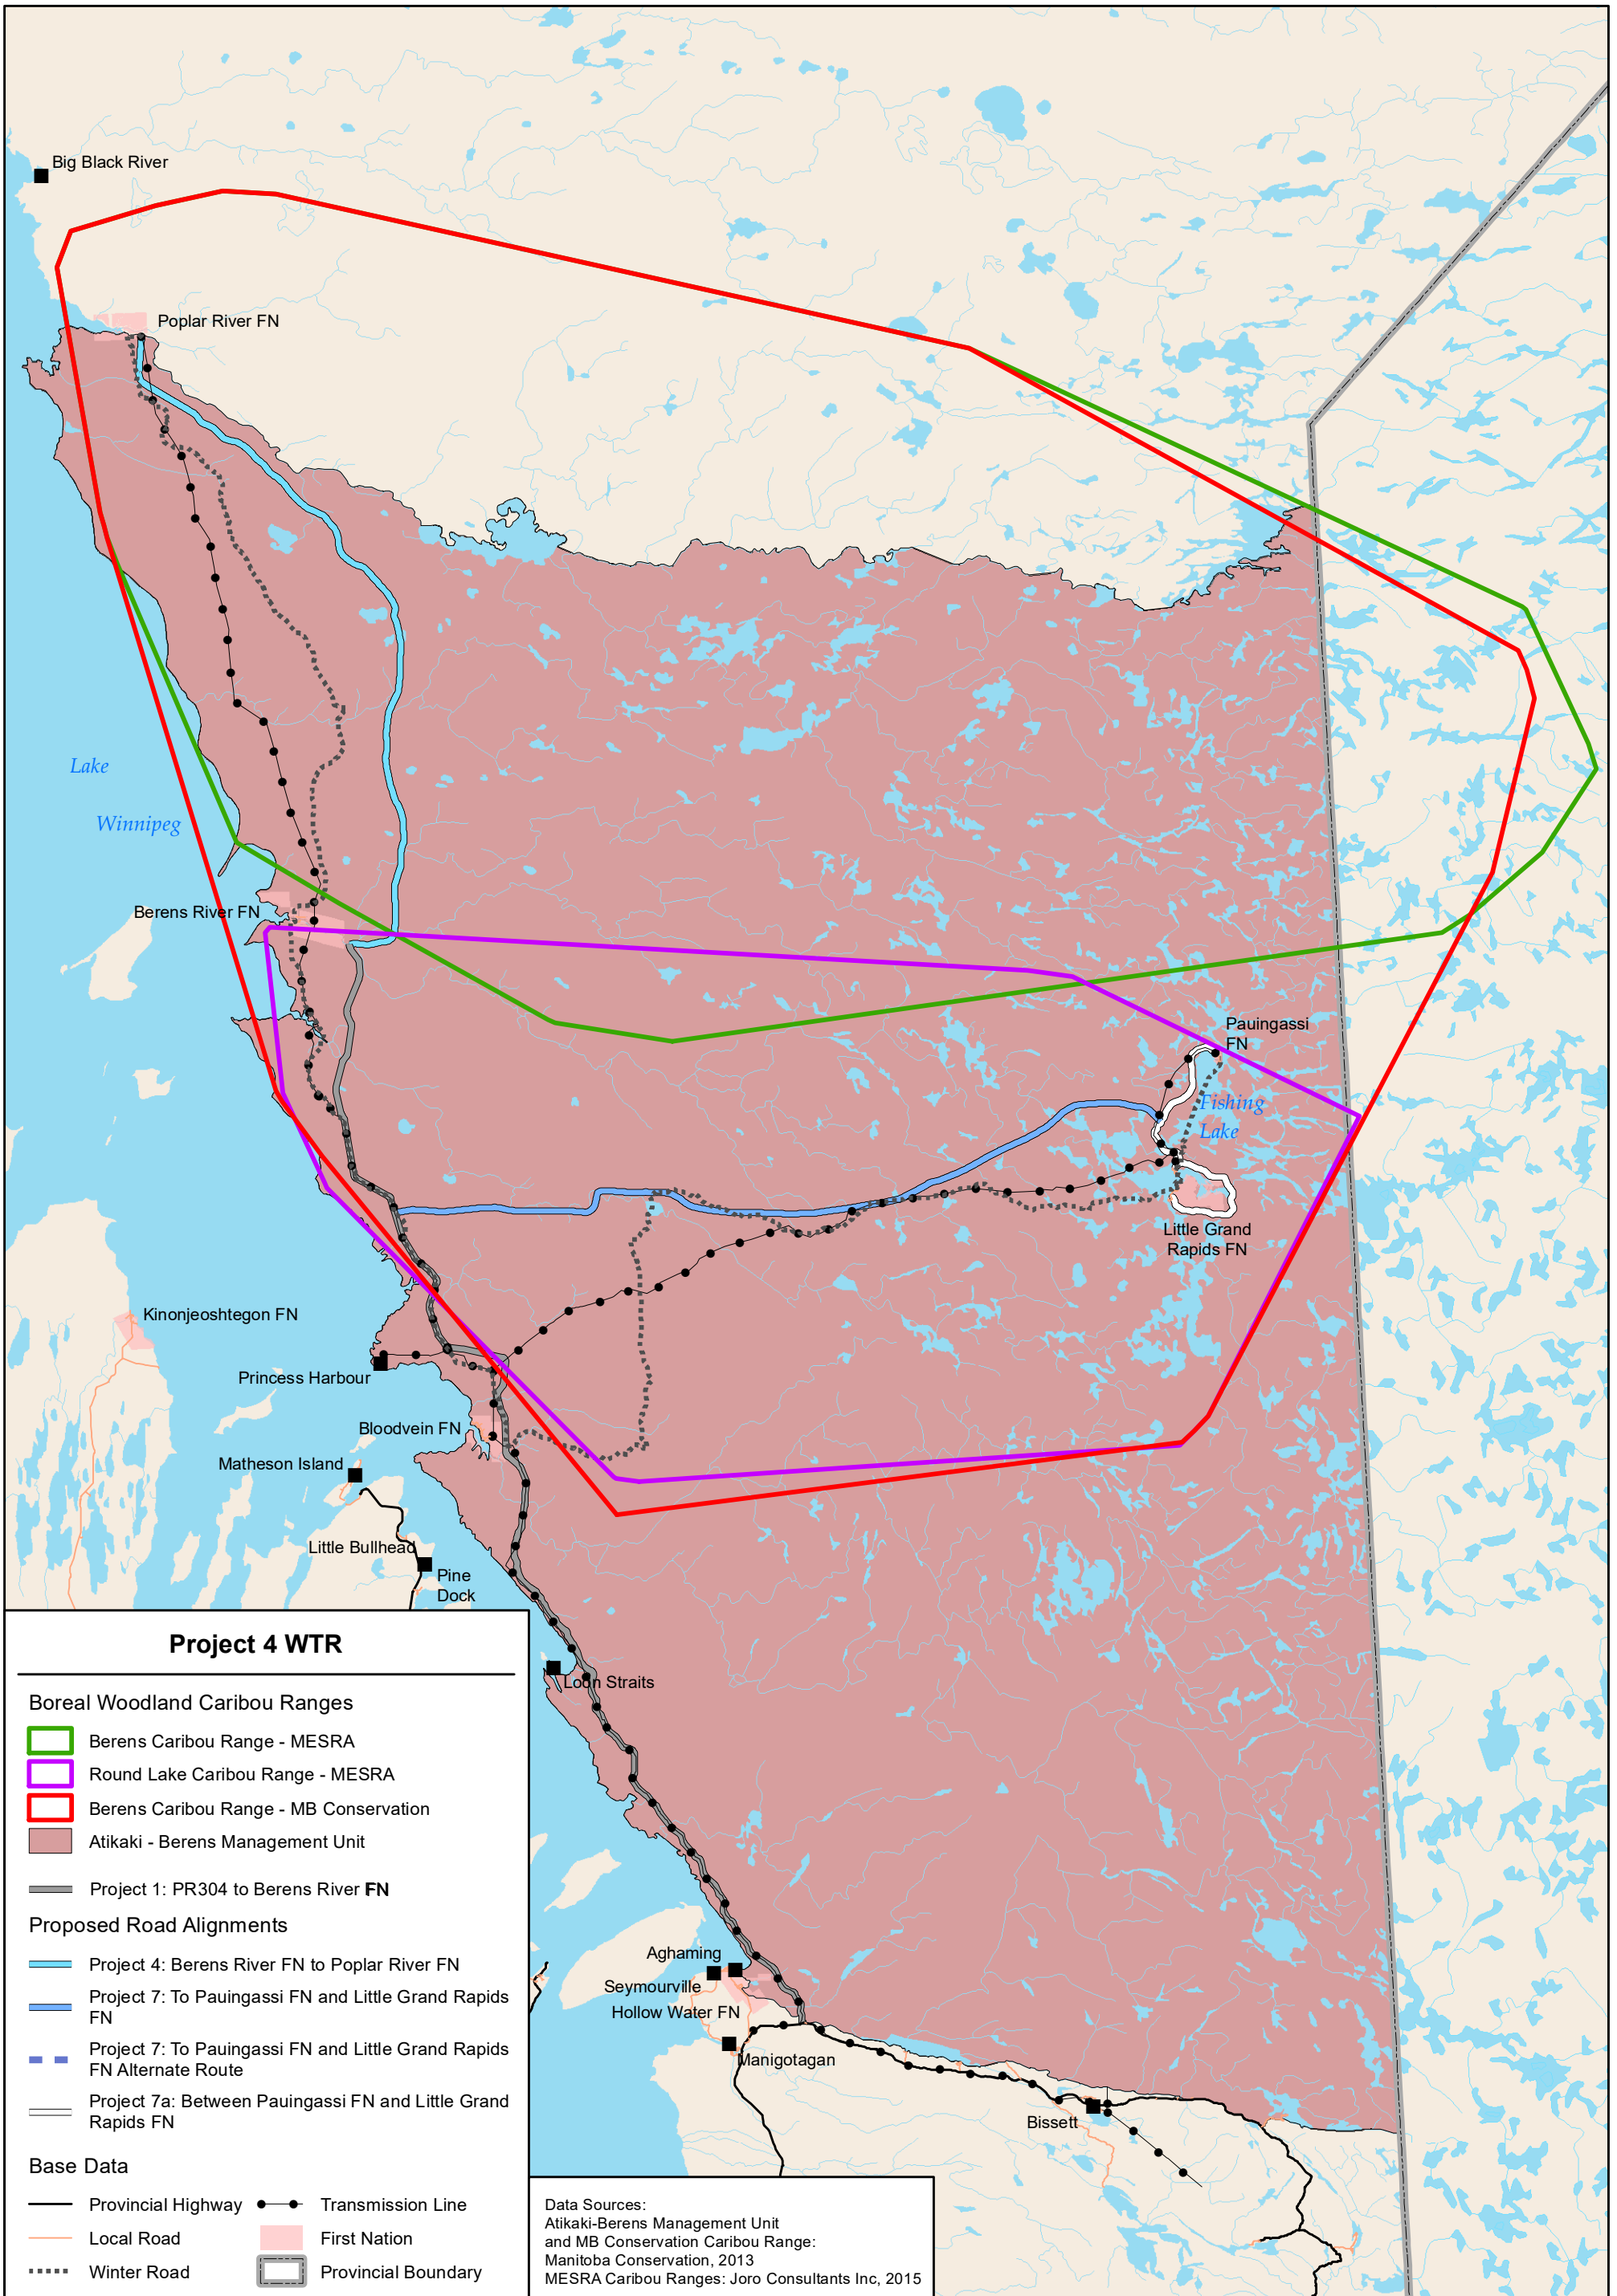 Big Black River
Poplar River FN
Lake
Winnipeg
Berens River FN
Pauingassi
FN
Fishing
Lake
Little Grand
Rapids FN
Kinonjeoshtegon FN
Princess Harbour
Bloodvein FN
Matheson Island
Little Bullhead
Pine
Dock
Loon Straits
Aghaming
Seymourville
Hollow Water FN
Manigotagan
Bissett
Project 4 WTR
Boreal Woodland Caribou Ranges
Berens Caribou Range - MESRA
Round Lake Caribou Range - MESRA
Berens Caribou Range - MB Conservation
Atikaki - Berens Management Unit
Project 1: PR304 to Berens River FN
Proposed Road Alignments
Project 4: Berens River FN to Poplar River FN
Project 7: To Pauingassi FN and Little Grand Rapids
FN
Project 7: To Pauingassi FN and Little Grand Rapids
FN Alternate Route
Project 7a: Between Pauingassi FN and Little Grand
Rapids FN
Base Data
Provincial Highway
Transmission Line
Local Road
First Nation
Winter Road
Provincial Boundary
Data Sources:
Atikaki-Berens Management Unit
and MB Conservation Caribou Range:
Manitoba Conservation, 2013
MESRA Caribou Ranges: Joro Consultants Inc, 2015